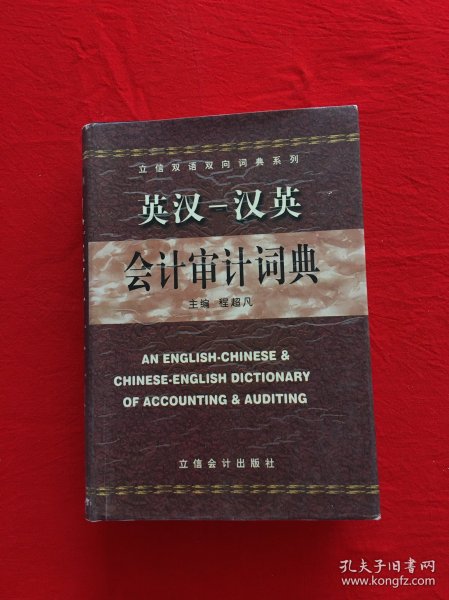 立信双语双向词典系列
英汉－汉英
会计审计词典
主编 程超凡
AN ENGLISH-CHINESE &
CHINESE-ENGLISH DICTIONARY
OF ACCOUNTING & AUDITING
立信会计出版社
孔夫子旧书网
www.kongfz.com